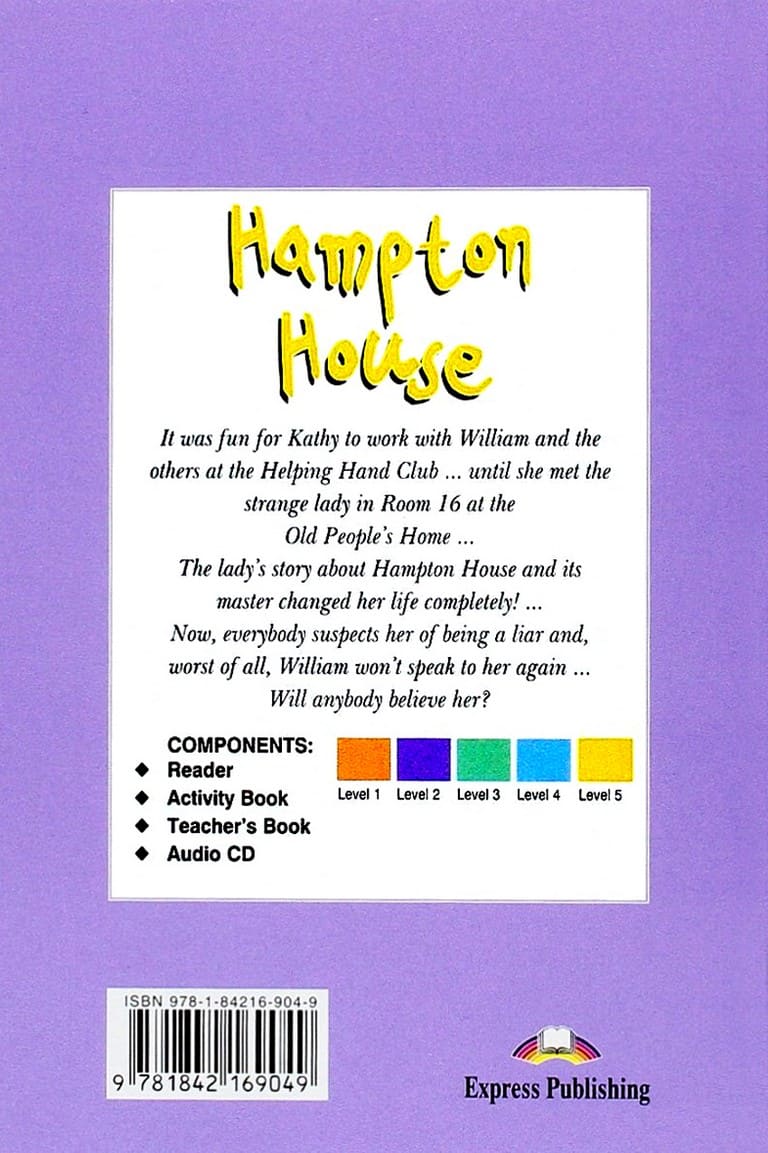 Hampton
House
It was fun for Kathy to work with William and the
others at the Helping Hand Club ... until she met the
strange lady in Room 16 at the
Old People's Home ...
The lady's story about Hampton House and its
master changed her life completely! ...
Now, everybody suspects her of being a liar and,
worst of all, William won't speak to her again ...
Will anybody believe her?
COMPONENTS:
◆ Reader
◆ Activity Book
◆ Teacher's Book
◆ Audio CD
Level 1 Level 2 Level 3 Level 4 Level 5
ISBN 978-1-84216-904-9
9 781842 169049
Express Publishing